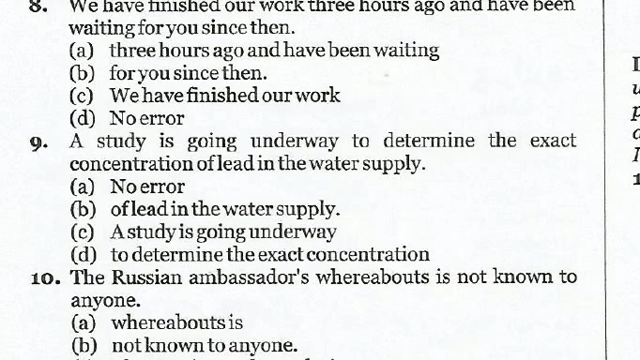 8. We have finished our work three hours ago and have been
waiting for you since then.
(a) three hours ago and have been waiting
(b) for you since then.
(c) We have finished our work
(d) No error
9. A study is going underway to determine the exact
concentration of lead in the water supply.
(a) No error
(b) of lead in the water supply.
(c) A study is going underway
(d) to determine the exact concentration
10. The Russian ambassador's whereabouts is not known to
anyone.
(a) whereabouts is
(b) not known to anyone.